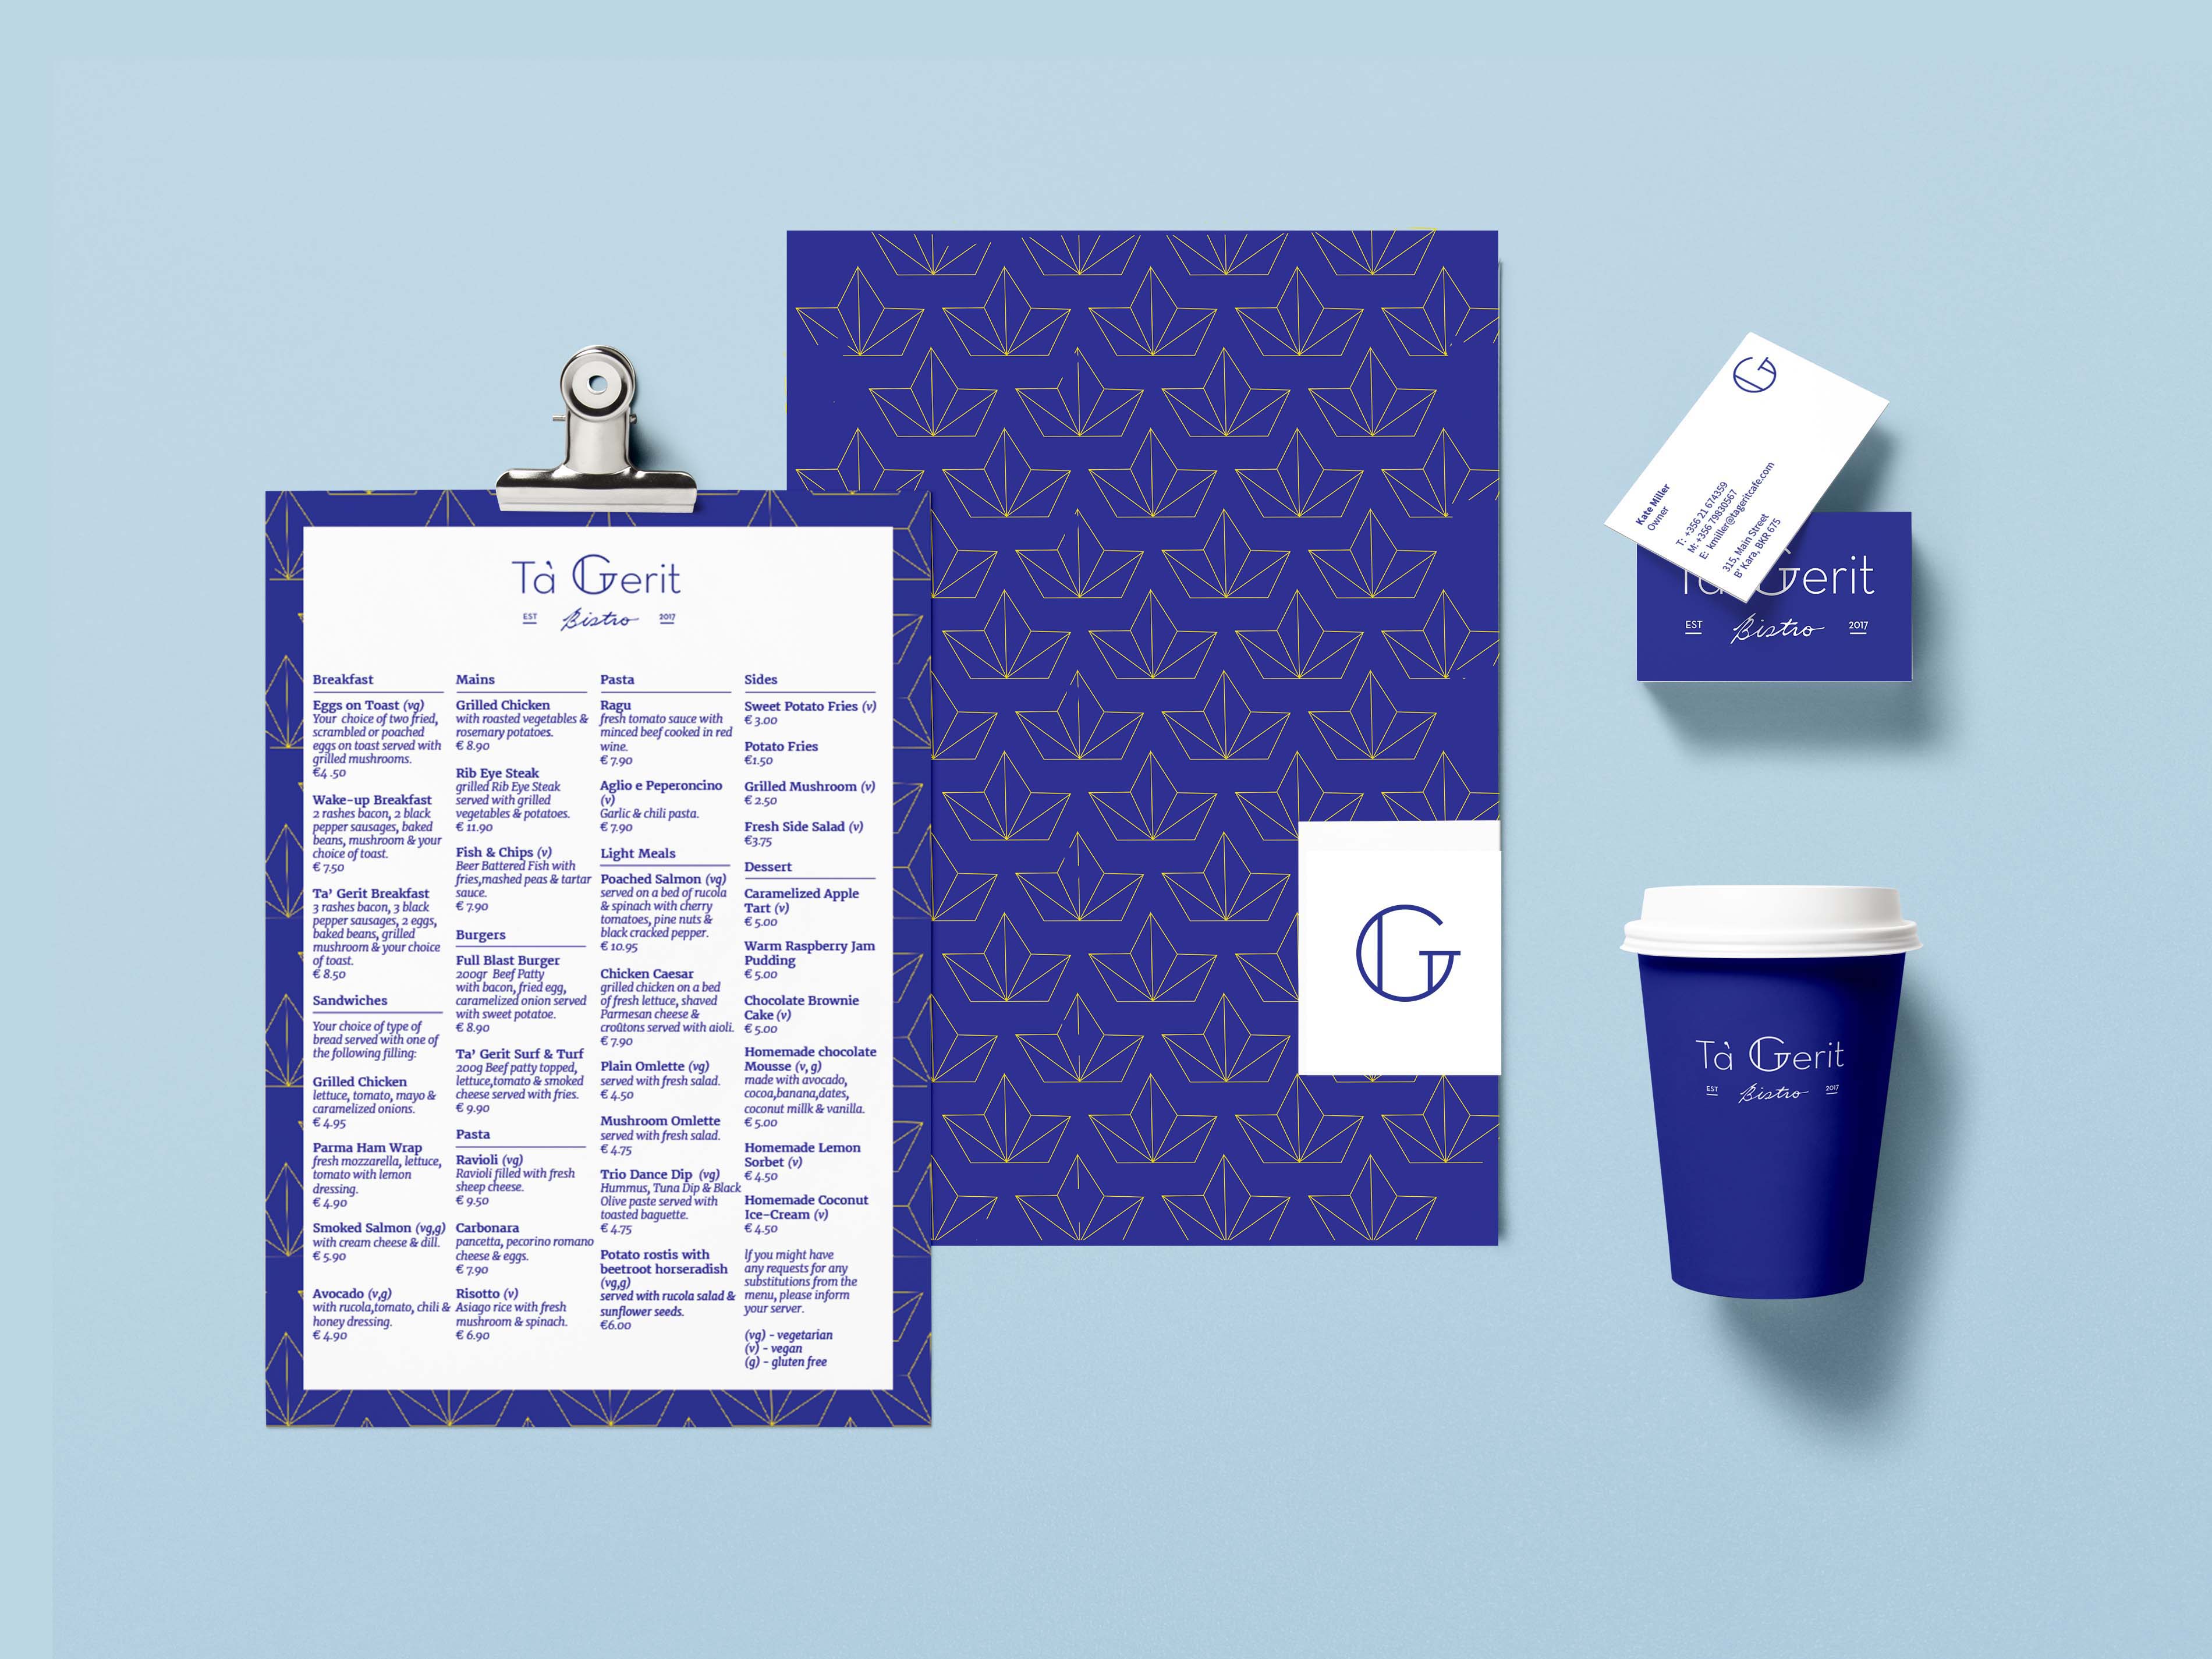 Tà Gerit
EST Bistro 2017
Breakfast
Eggs on Toast (vg)
Your choice of two fried,
scrambled or poached
eggs on toast served with
grilled mushrooms.
€4 .50
Wake-up Breakfast
2 rashes bacon, 2 black
pepper sausages, baked
beans, mushroom & your
choice of toast.
€ 7.50
Ta' Gerit Breakfast
3 rashes bacon, 3 black
pepper sausages, 2 eggs,
baked beans, grilled
mushroom & your choice
of toast.
€ 8.50
Sandwiches
Your choice of type of
bread served with one of
the following filling:
Grilled Chicken
lettuce, tomato, mayo &
caramelized onions.
€ 4.95
Parma Ham Wrap
fresh mozzarella, lettuce,
tomato with lemon
dressing.
€ 4.90
Smoked Salmon (vg,g)
with cream cheese & dill.
€ 5.90
Avocado (v,g)
with rucola,tomato, chili &
honey dressing.
€ 4.90
Mains
Grilled Chicken
with roasted vegetables &
rosemary potatoes.
€ 8.90
Rib Eye Steak
grilled Rib Eye Steak
served with grilled
vegetables & potatoes.
€ 11.90
Fish & Chips (v)
Beer Battered Fish with
fries,mashed peas & tartar
sauce.
€ 7.90
Burgers
Full Blast Burger
200gr Beef Patty
with bacon, fried egg,
caramelized onion served
with sweet potatoe.
€ 8.90
Ta' Gerit Surf & Turf
200g Beef patty topped,
lettuce,tomato & smoked
cheese served with fries.
€ 9.90
Pasta
Ravioli (vg)
Ravioli filled with fresh
sheep cheese.
€ 9.50
Carbonara
pancetta, pecorino romano
cheese & eggs.
€ 7.90
Risotto (v)
Asiago rice with fresh
mushroom & spinach.
€ 6.90
Pasta
Ragu
fresh tomato sauce with
minced beef cooked in red
wine.
€ 7.90
Aglio e Peperoncino
(v)
Garlic & chili pasta.
€ 7.90
Light Meals
Poached Salmon (vg)
served on a bed of rucola
& spinach with cherry
tomatoes, pine nuts &
black cracked pepper.
€ 10.95
Chicken Caesar
grilled chicken on a bed
of fresh lettuce, shaved
Parmesan cheese &
croûtons served with aioli.
€ 7.90
Plain Omlette (vg)
served with fresh salad.
€ 4.50
Mushroom Omlette
served with fresh salad.
€ 4.75
Trio Dance Dip (vg)
Hummus, Tuna Dip & Black
Olive paste served with
toasted baguette.
€ 4.75
Potato rostis with
beetroot horseradish
(vg,g)
served with rucola salad &
sunflower seeds.
€6.00
Sides
Sweet Potato Fries (v)
€ 3.00
Potato Fries
€1.50
Grilled Mushroom (v)
€ 2.50
Fresh Side Salad (v)
€3.75
Dessert
Caramelized Apple
Tart (v)
€ 5.00
Warm Raspberry Jam
Pudding
€ 5.00
Chocolate Brownie
Cake (v)
€ 5.00
Homemade chocolate
Mousse (v, g)
made with avocado,
cocoa,banana,dates,
coconut millk & vanilla.
€ 5.00
Homemade Lemon
Sorbet (v)
€ 4.50
Homemade Coconut
Ice-Cream (v)
€ 4.50
If you might have
any requests for any
substitutions from the
menu, please inform
your server.
(vg) - vegetarian
(v) - vegan
(g) - gluten free
G
G
Kate Miller
Owner
T: +356 21 674359
M: +356 79830567
E: kmiller@tageritcafe.com
315, Main Street
B' Kara, BKR 675
Tà Gerit
EST Bistro 2017
Tà Gerit
EST Bistro 2017